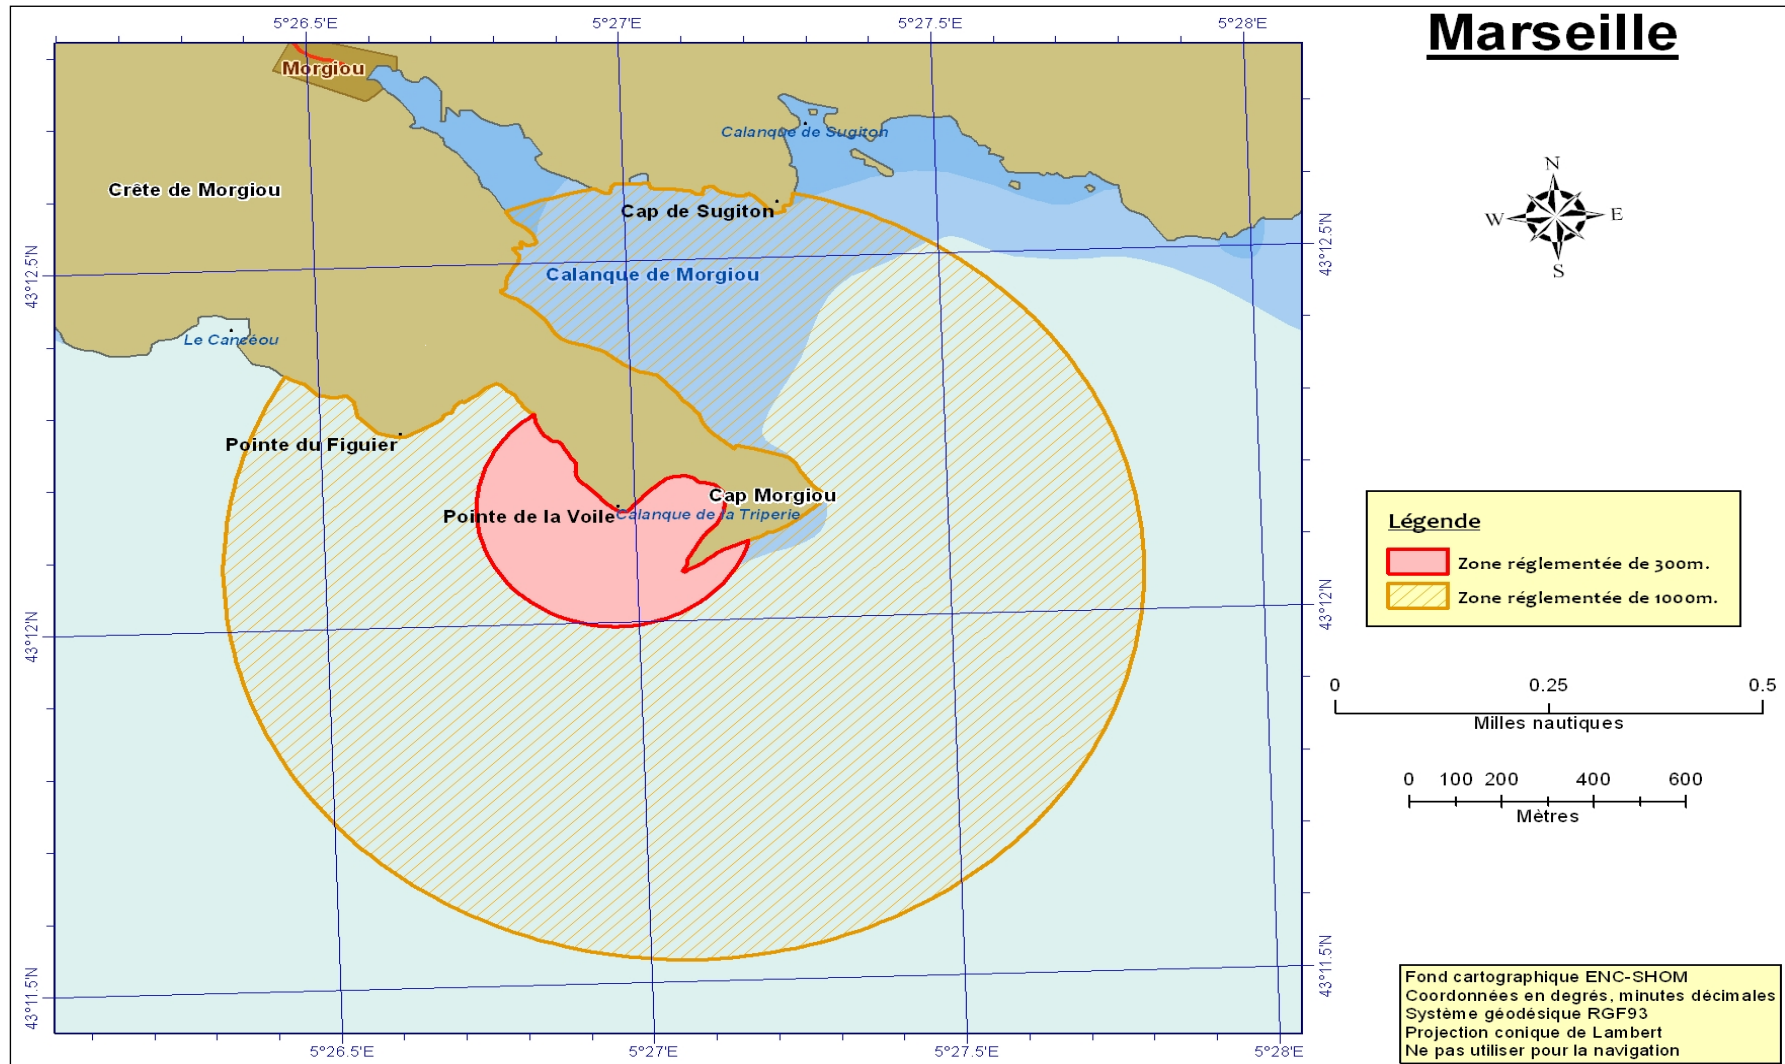 Marseille
5°26.5'E
5°27'E
5°27.5'E
5°28'E
Morgiou
Calanque de Sugiton
Crête de Morgiou
Cap de Sugiton
N
W
E
S
43°12.5'N
43°12.5'N
Calanque de Morgiou
Le Cancéou
Pointe du Figuier
Cap Morgiou
Pointe de la Voile
Calanque de la Triperie
Légende
Zone réglementée de 300m.
Zone réglementée de 1000m.
43°12'N
43°12'N
0 0.25 0.5
Milles nautiques
0 100 200 400 600
Mètres
43°11.5'N
43°11.5'N
Fond cartographique ENC-SHOM
Coordonnées en degrés, minutes décimales
Système géodésique RGF93
Projection conique de Lambert
Ne pas utiliser pour la navigation
5°26.5'E
5°27'E
5°27.5'E
5°28'E